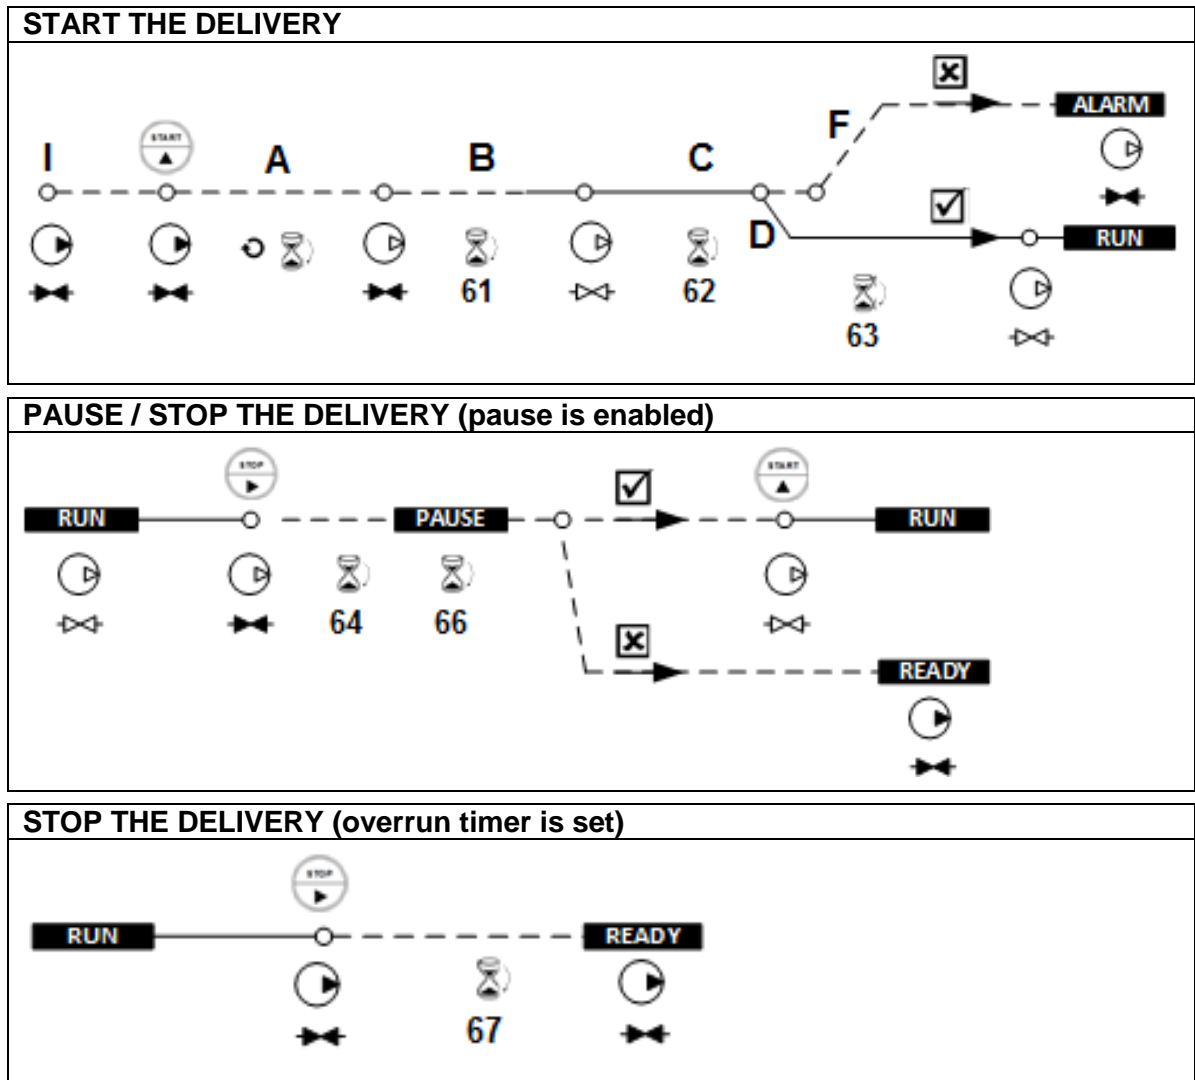 START THE DELIVERY
ALARM
F
START
I A B C
D RUN
61 62
63
PAUSE / STOP THE DELIVERY (pause is enabled)
STOP START
RUN PAUSE RUN
64 66
READY
STOP THE DELIVERY (overrun timer is set)
STOP
RUN READY
67